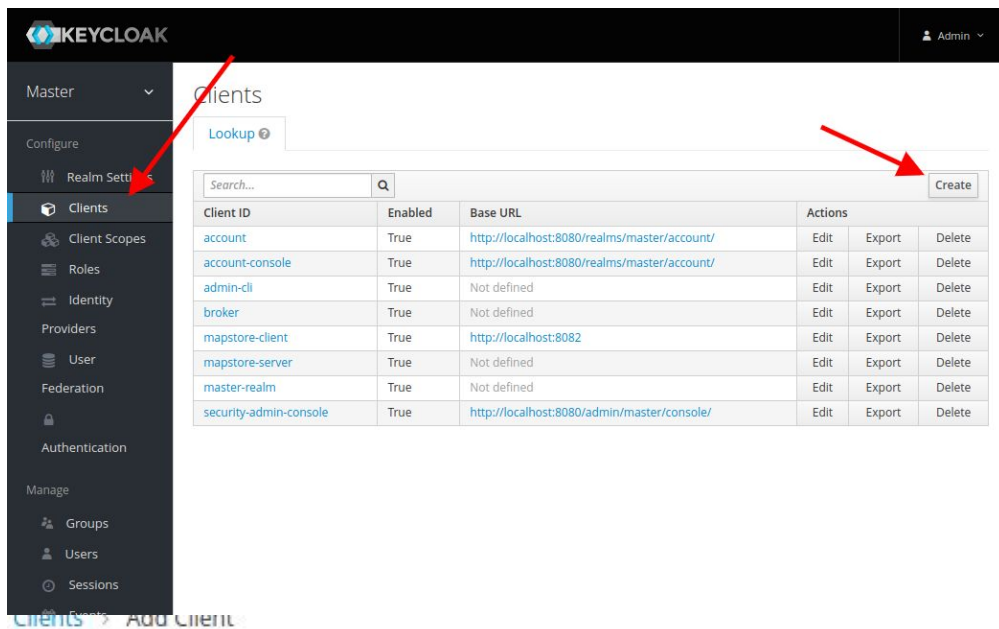 KEYCLOAK
Admin
Master
Configure
Realm Settings
Clients
Client Scopes
Roles
Identity
Providers
User
Federation
Authentication
Manage
Groups
Users
Sessions
Events
Clients
Lookup
Search...
Create
Client ID Enabled Base URL Actions
account True http://localhost:8080/realms/master/account/ Edit Export Delete
account-console True http://localhost:8080/realms/master/account/ Edit Export Delete
admin-cli True Not defined Edit Export Delete
broker True Not defined Edit Export Delete
mapstore-client True http://localhost:8082 Edit Export Delete
mapstore-server True Not defined Edit Export Delete
master-realm True Not defined Edit Export Delete
security-admin-console True http://localhost:8080/admin/master/console/ Edit Export Delete
Clients > Add Client